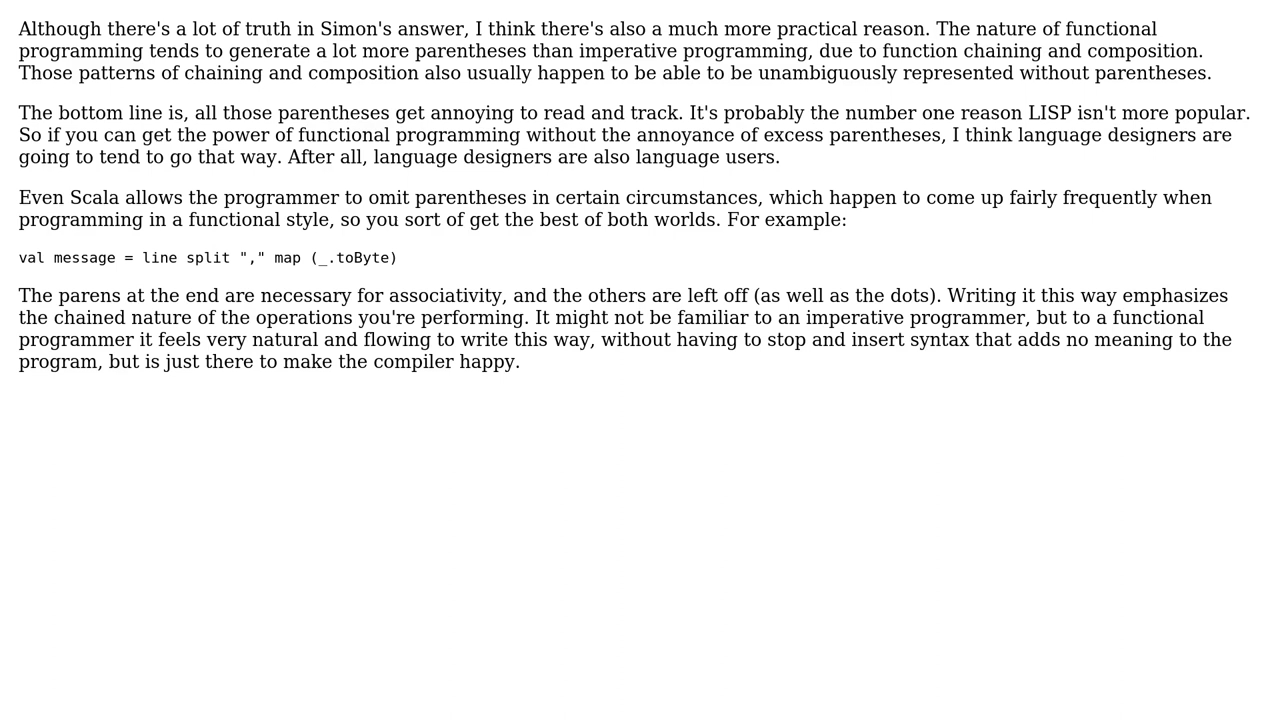 Although there's a lot of truth in Simon's answer, I think there's also a much more practical reason. The nature of functional
programming tends to generate a lot more parentheses than imperative programming, due to function chaining and composition.
Those patterns of chaining and composition also usually happen to be able to be unambiguously represented without parentheses.
The bottom line is, all those parentheses get annoying to read and track. It's probably the number one reason LISP isn't more popular.
So if you can get the power of functional programming without the annoyance of excess parentheses, I think language designers are
going to tend to go that way. After all, language designers are also language users.
Even Scala allows the programmer to omit parentheses in certain circumstances, which happen to come up fairly frequently when
programming in a functional style, so you sort of get the best of both worlds. For example:
val message = line split "," map (_.toByte)
The parens at the end are necessary for associativity, and the others are left off (as well as the dots). Writing it this way emphasizes
the chained nature of the operations you're performing. It might not be familiar to an imperative programmer, but to a functional
programmer it feels very natural and flowing to write this way, without having to stop and insert syntax that adds no meaning to the
program, but is just there to make the compiler happy.